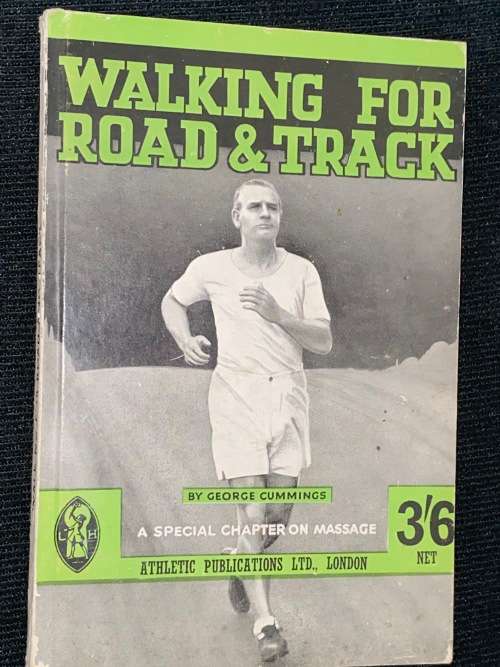 WALKING FOR
ROAD & TRACK
BY GEORGE CUMMINGS
A SPECIAL CHAPTER ON MASSAGE
3'6
NET
L H
ATHLETIC PUBLICATIONS LTD., LONDON